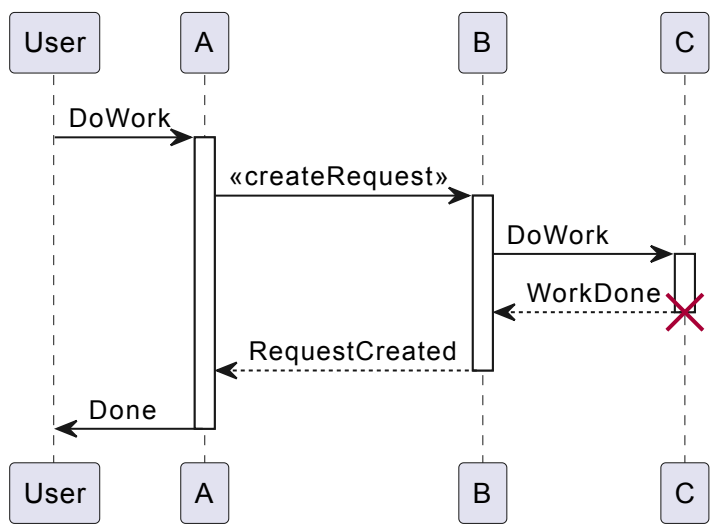 User A B C
DoWork
«createRequest»
DoWork
WorkDone
RequestCreated
Done
User A B C